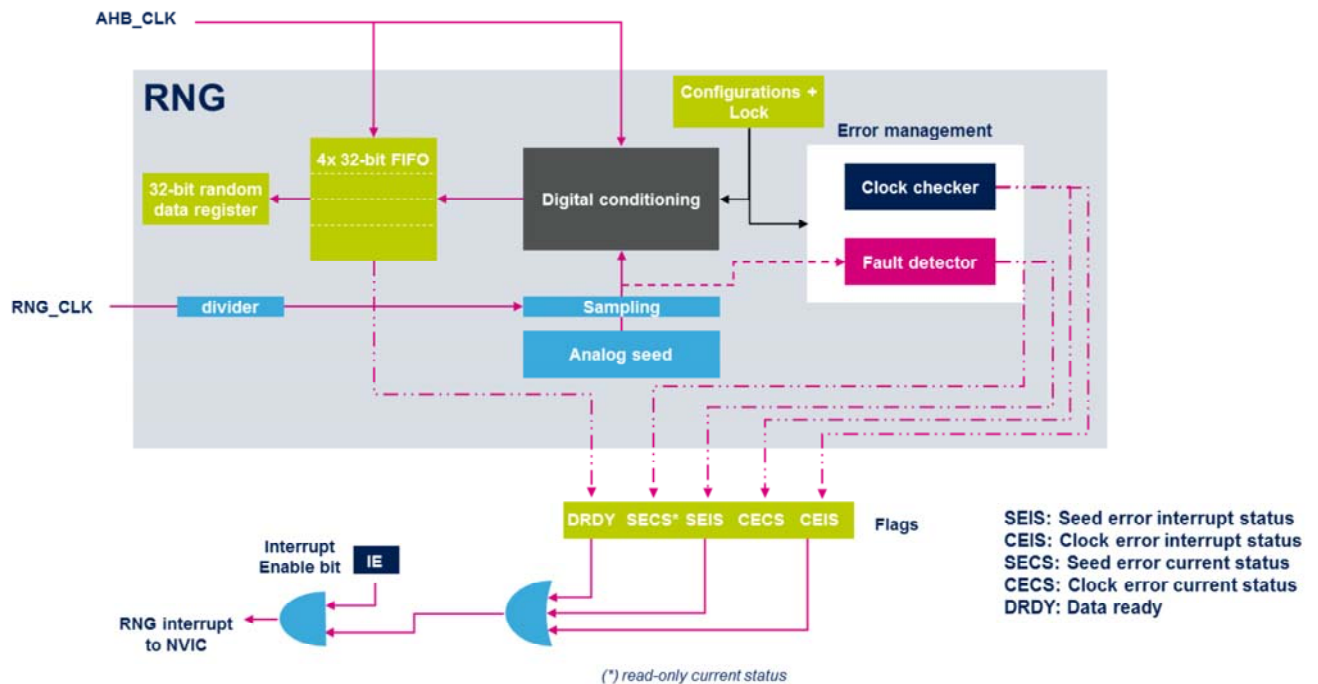 AHB_CLK
RNG
Configurations +
Lock
Error management
4x 32-bit FIFO
32-bit random
data register
Digital conditioning
Clock checker
Fault detector
RNG_CLK
divider
Sampling
Analog seed
DRDY SECS* SEIS CECS CEIS
Flags
SEIS: Seed error interrupt status
CEIS: Clock error interrupt status
SECS: Seed error current status
CECS: Clock error current status
DRDY: Data ready
Interrupt
Enable bit
IE
RNG interrupt
to NVIC
(*) read-only current status